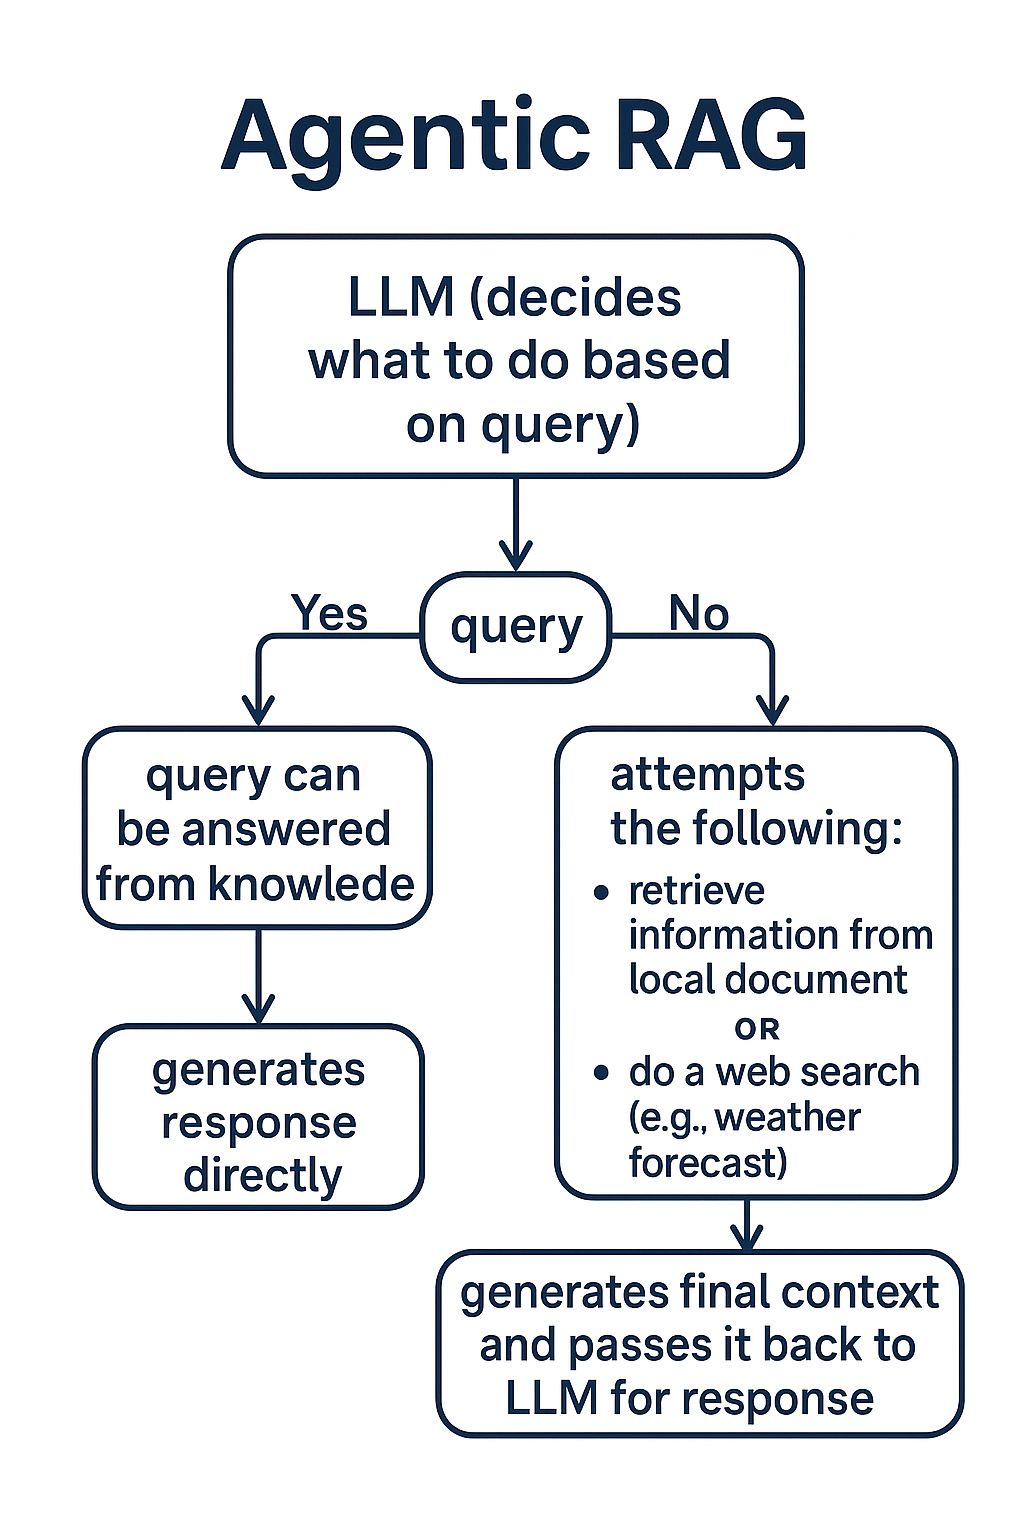 Agentic RAG
LLM (decides
what to do based
on query)
Yes
query
No
query can
be answered
from knowlede
generates
response
directly
attempts
the following:
• retrieve
information from
local document
OR
• do a web search
(e.g., weather
forecast)
generates final context
and passes it back to
LLM for response